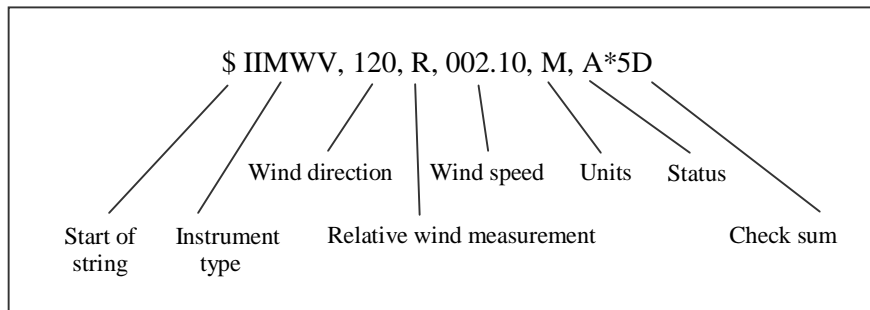 $ IIMWV, 120, R, 002.10, M, A*5D
Wind direction Wind speed Units Status
Start of string Instrument type Relative wind measurement Check sum